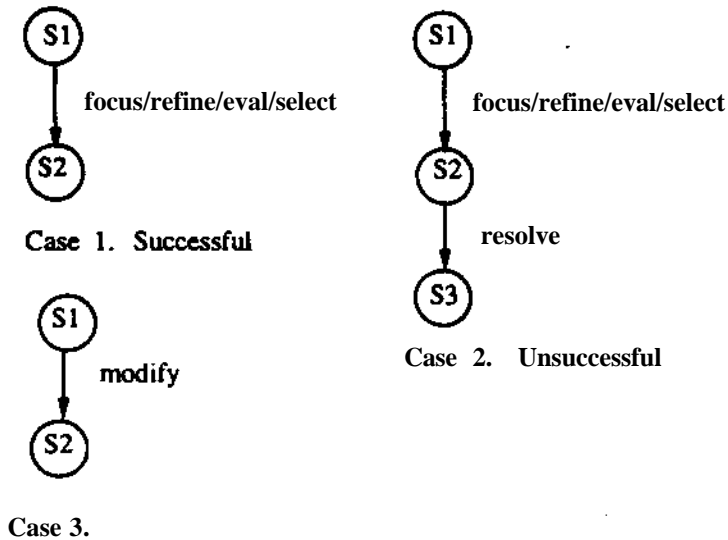 S1
focus/refine/eval/select
S2
Case 1. Successful
S1
focus/refine/eval/select
S2
resolve
S3
Case 2. Unsuccessful
S1
modify
S2
Case 3.